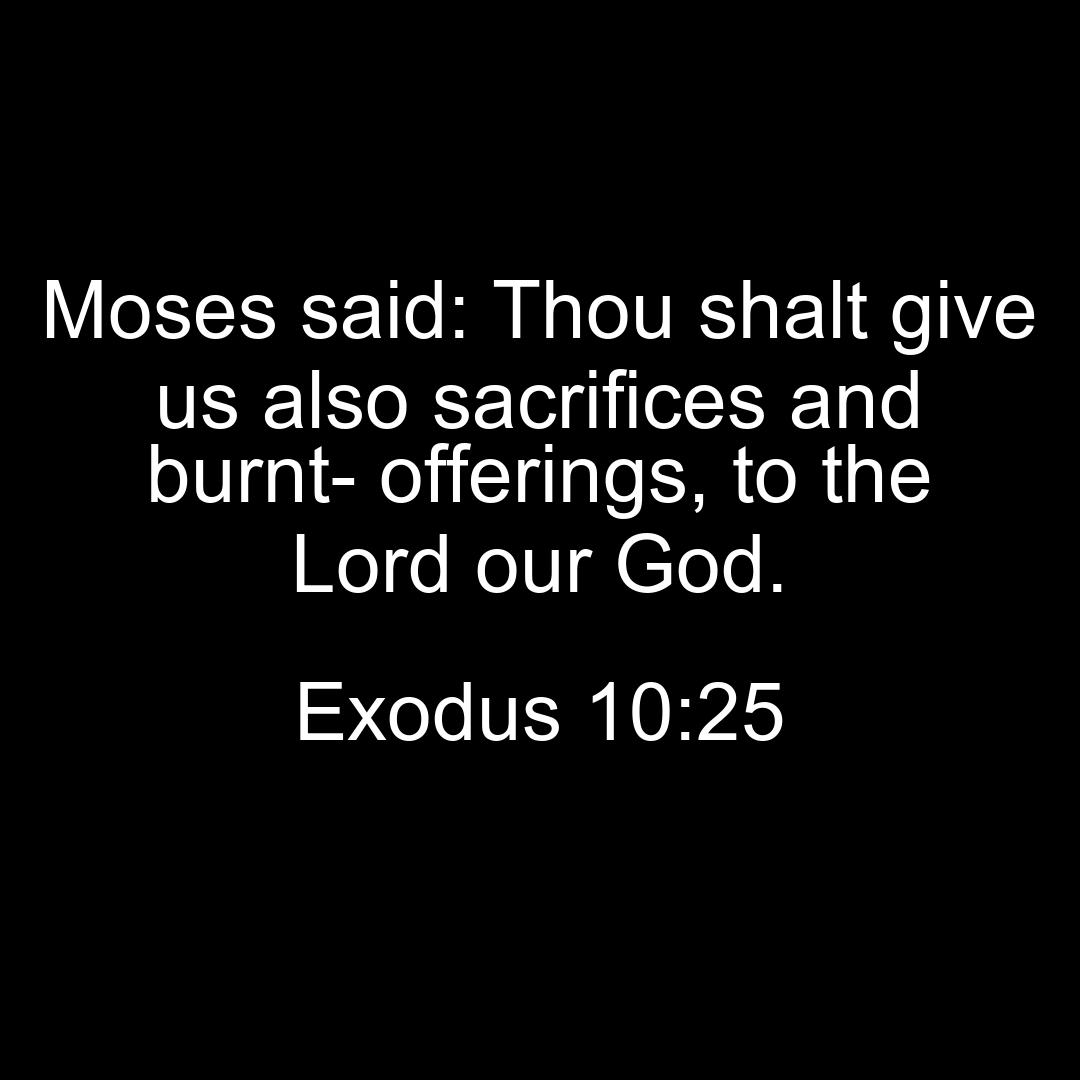 Moses said: Thou shalt give
us also sacrifices and
burnt- offerings, to the
Lord our God.
Exodus 10:25